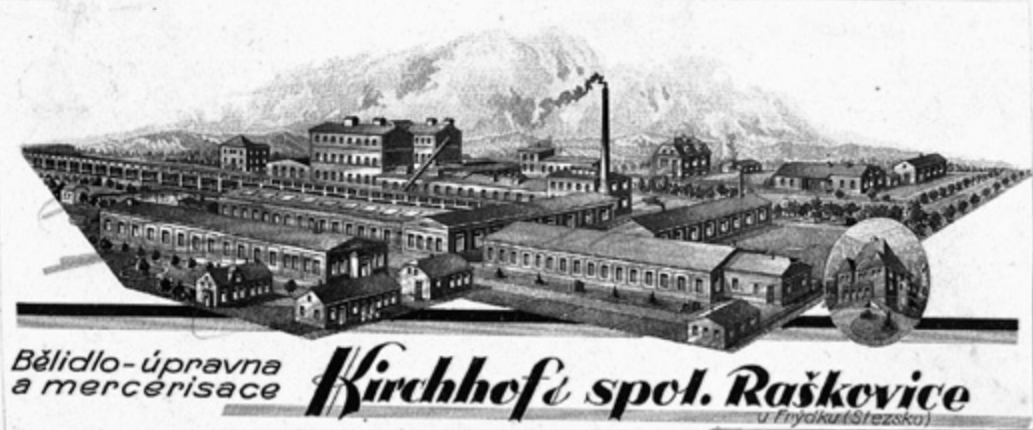 Bělidlo-úpravna
a mercerisace
Kirchhof & spol. Raškovice
u Frýdku (Slezsko)